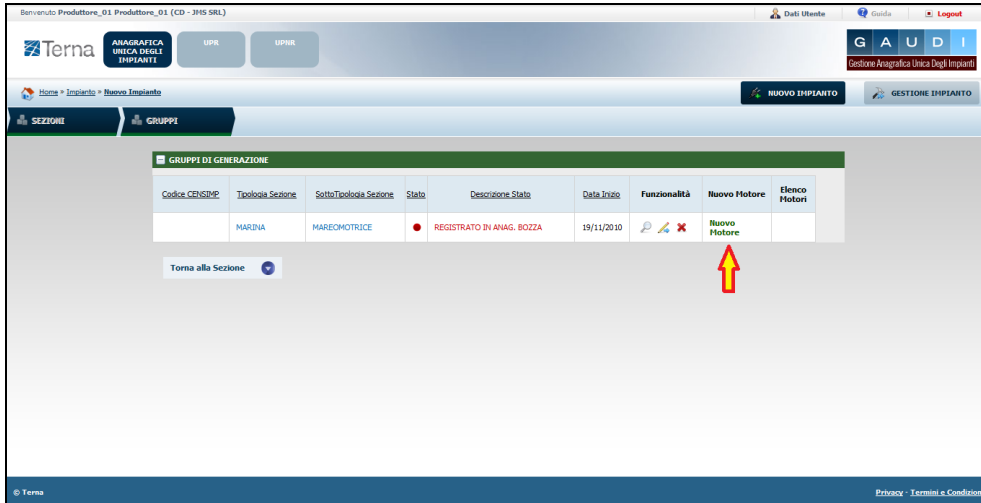 Benvenuto Produttore_01 Produttore_01 (CD - JMS SRL)
Dati Utente
Guida
Logout
Terna
ANAGRAFICA
UNICA DEGLI
IMPIANTI
UPR
UPNR
G A U D I
Gestione Anagrafica Unica Degli Impianti
Home » Impianto » Nuovo Impianto
NUOVO IMPIANTO
GESTIONE IMPIANTO
SEZIONI
GRUPPI
GRUPPI DI GENERAZIONE
Codice CENSIMP Tipologia Sezione SottoTipologia Sezione Stato Descrizione Stato Data Inizio Funzionalità Nuovo Motore Elenco
Motori
MARINA MAREOMOTRICE REGISTRATO IN ANAG. BOZZA 19/11/2010 Nuovo
Motore
Torna alla Sezione
© Terna
Privacy - Termini e Condizion